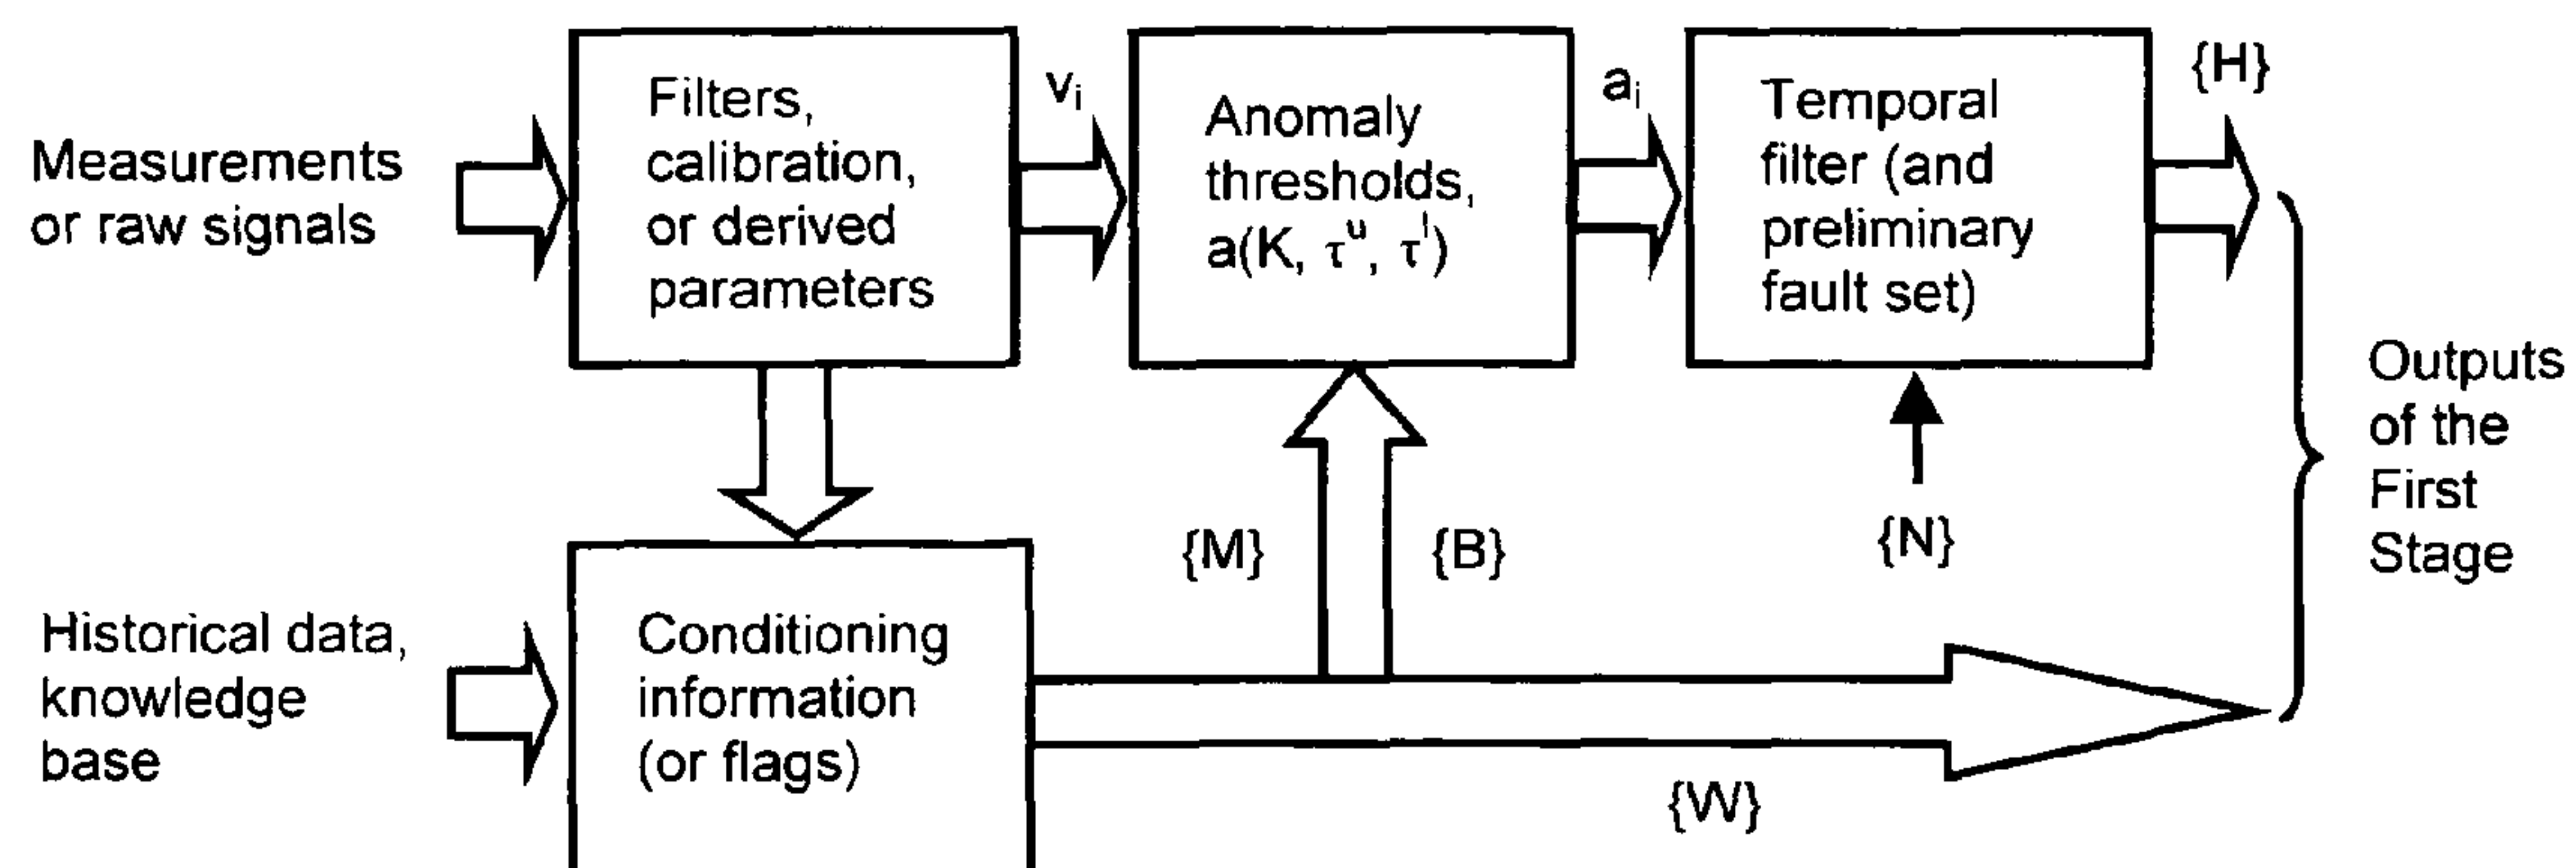 Measurements
or raw signals
Filters,
calibration,
or derived
parameters
vᵢ
Anomaly
thresholds,
a(K, τᵘ, τˡ)
aᵢ
Temporal
filter (and
preliminary
fault set)
{H}
Outputs
of the
First
Stage
{M}
{B}
{N}
Historical data,
knowledge
base
Conditioning
information
(or flags)
{W}